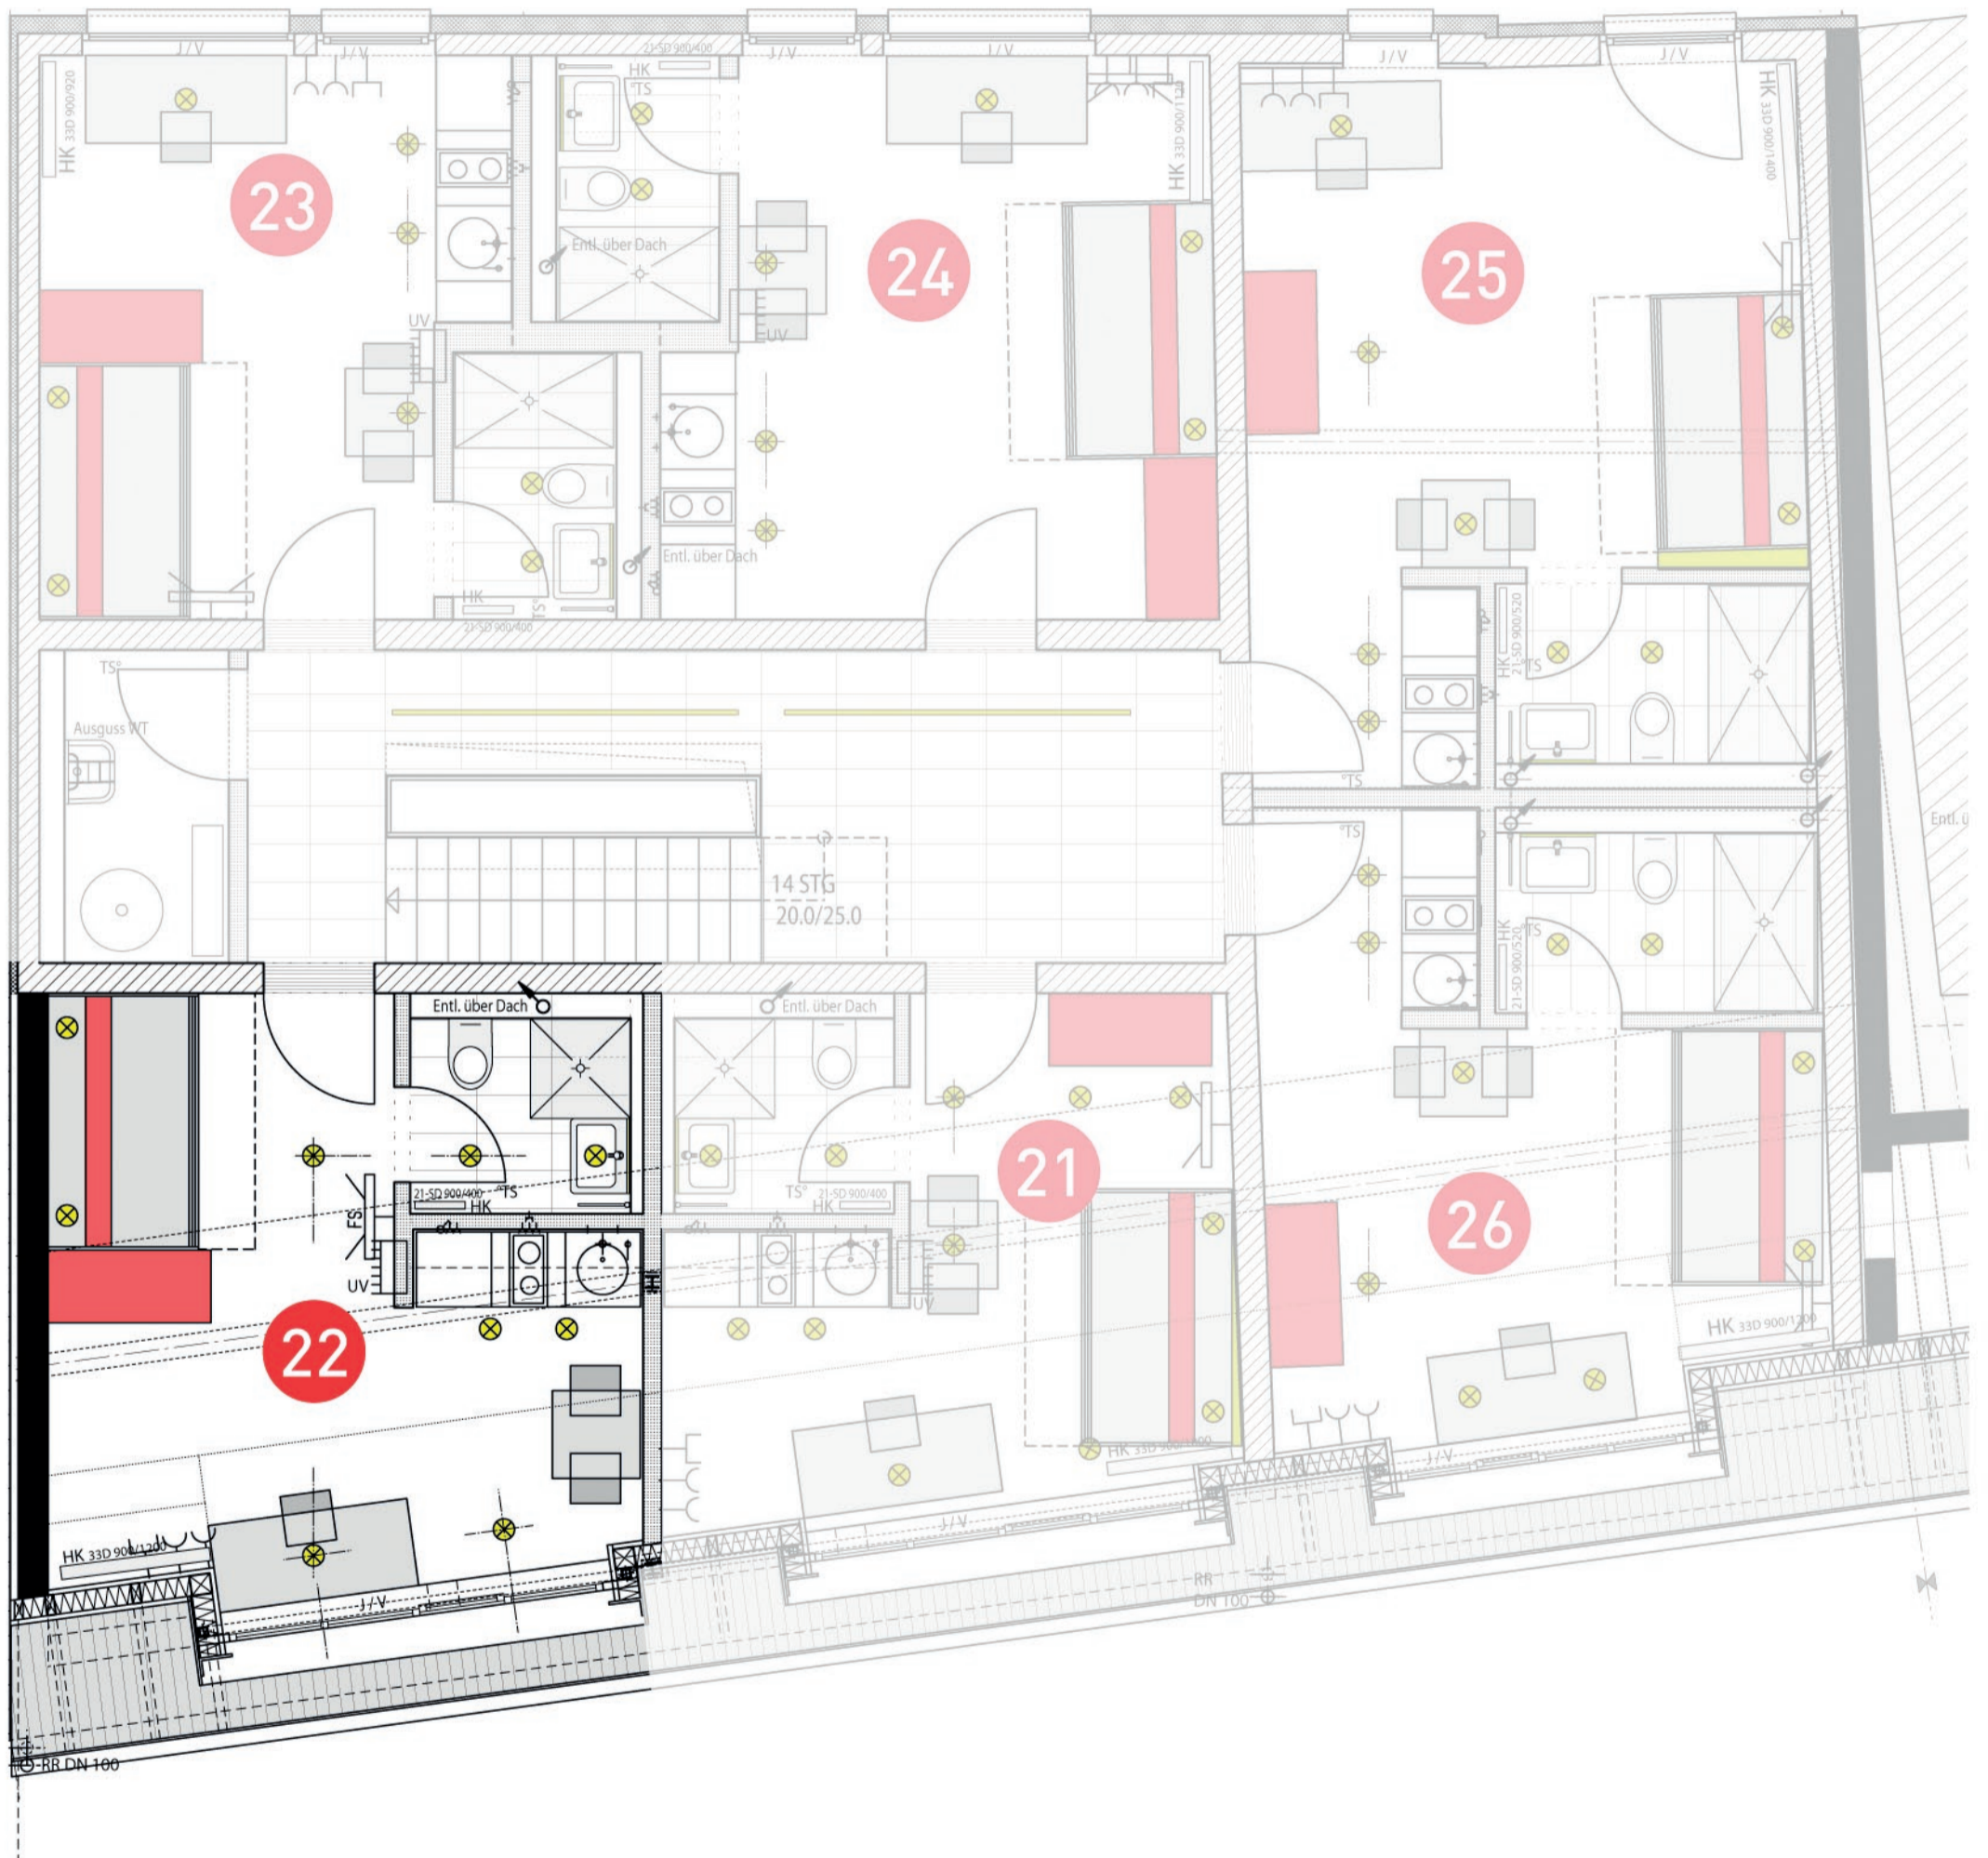 J / V
J / V
21-SD 900/400
J / V
J / V
J / V
J / V
HK 33D 900/920
HK
°TS
HK 33D 900/1120
HK 33D 900/1400
23
24
25
Entl. über Dach
UV
UV
Entl. über Dach
HK
TS°
21-SD 900/400
HK
21-SD 900/520
°TS
TS°
Ausguss WT
°TS
°TS
14 STG
20.0/25.0
Entl. ü
HK
21-SD 900/520
°TS
Entl. über Dach
Entl. über Dach
21
21-SD 900/400
°TS
HK
TS°
21-SD 900/400
HK
FS
UV
UV
26
22
HK 33D 900/1200
HK 33D 900/1200
HK 33D 900/1200
J / V
J / V
J / V
RR
DN 100
RR DN 100